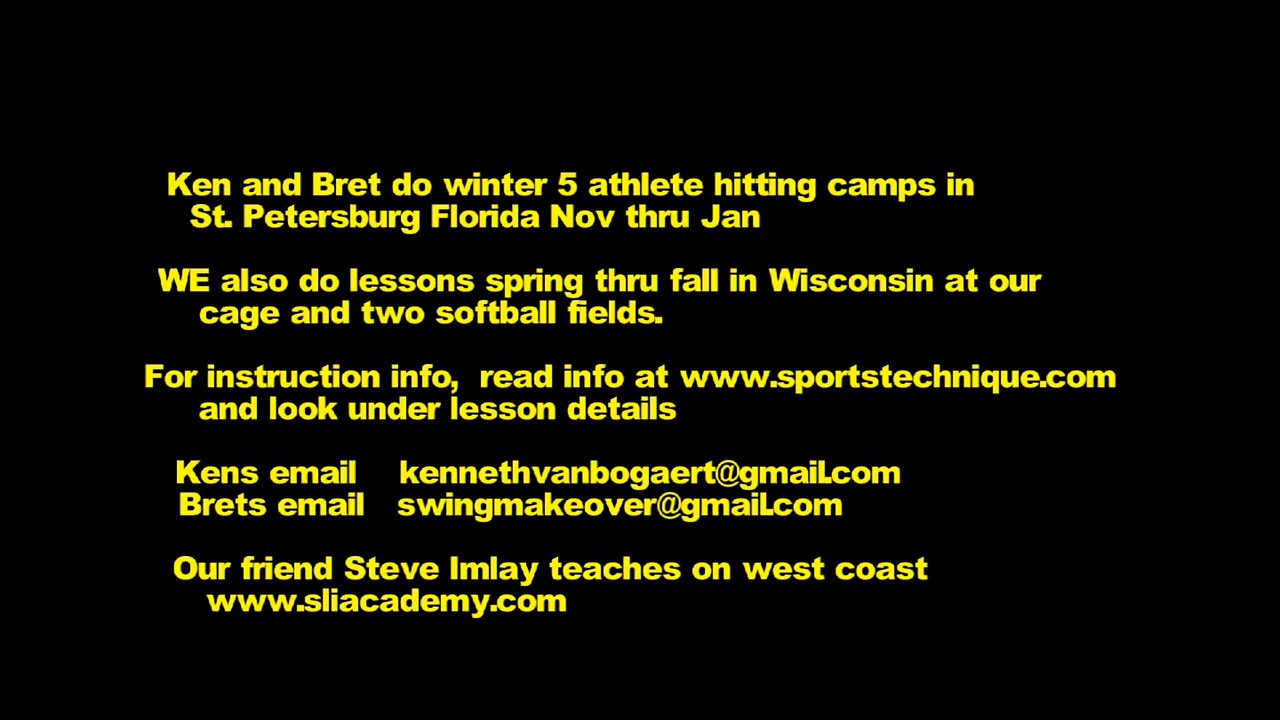 Ken and Bret do winter 5 athlete hitting camps in
St. Petersburg Florida Nov thru Jan
WE also do lessons spring thru fall in Wisconsin at our
cage and two softball fields.
For instruction info,  read info at www.sportstechnique.com
and look under lesson details
Kens email    kennethvanbogaert@gmail.com
Brets email   swingmakeover@gmail.com
Our friend Steve Imlay teaches on west coast
www.sliacademy.com